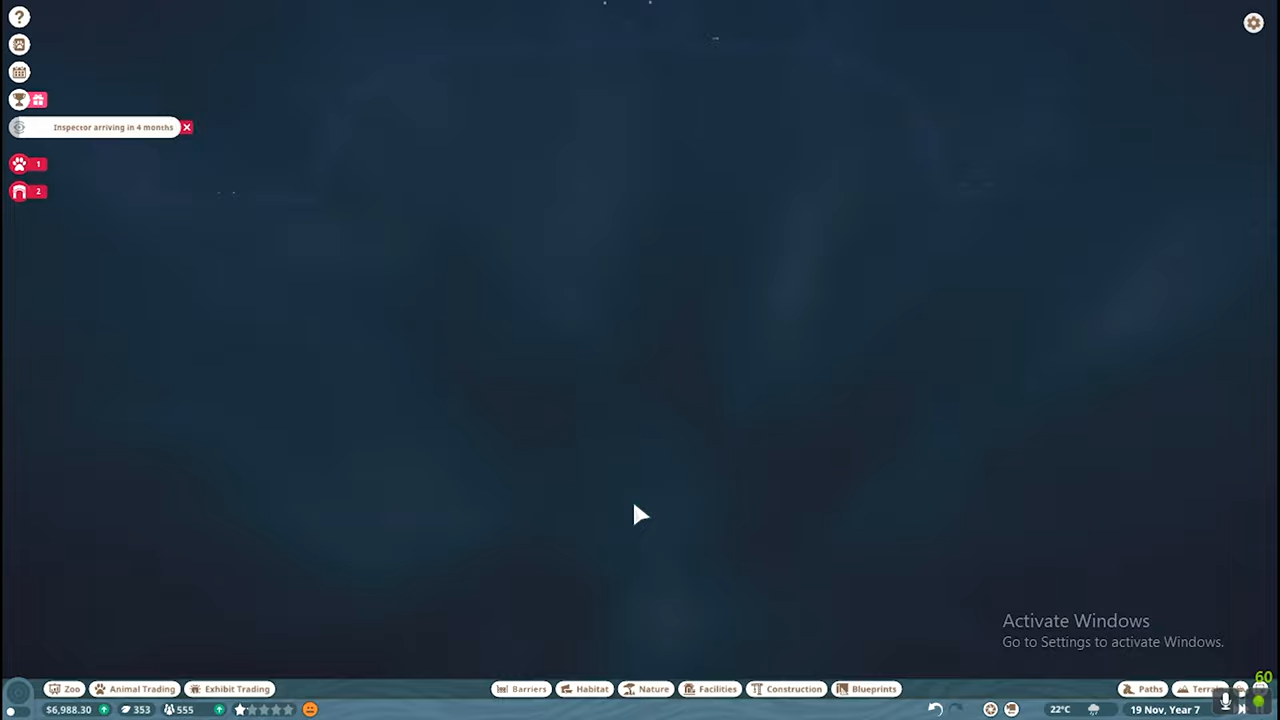 ?
Inspector arriving in 4 months
1
2
Activate Windows
Go to Settings to activate Windows.
60
Zoo
Animal Trading
Exhibit Trading
Barriers
Habitat
Nature
Facilities
Construction
Blueprints
Paths
$6,988.30
353
555
22°C
19 Nov, Year 7